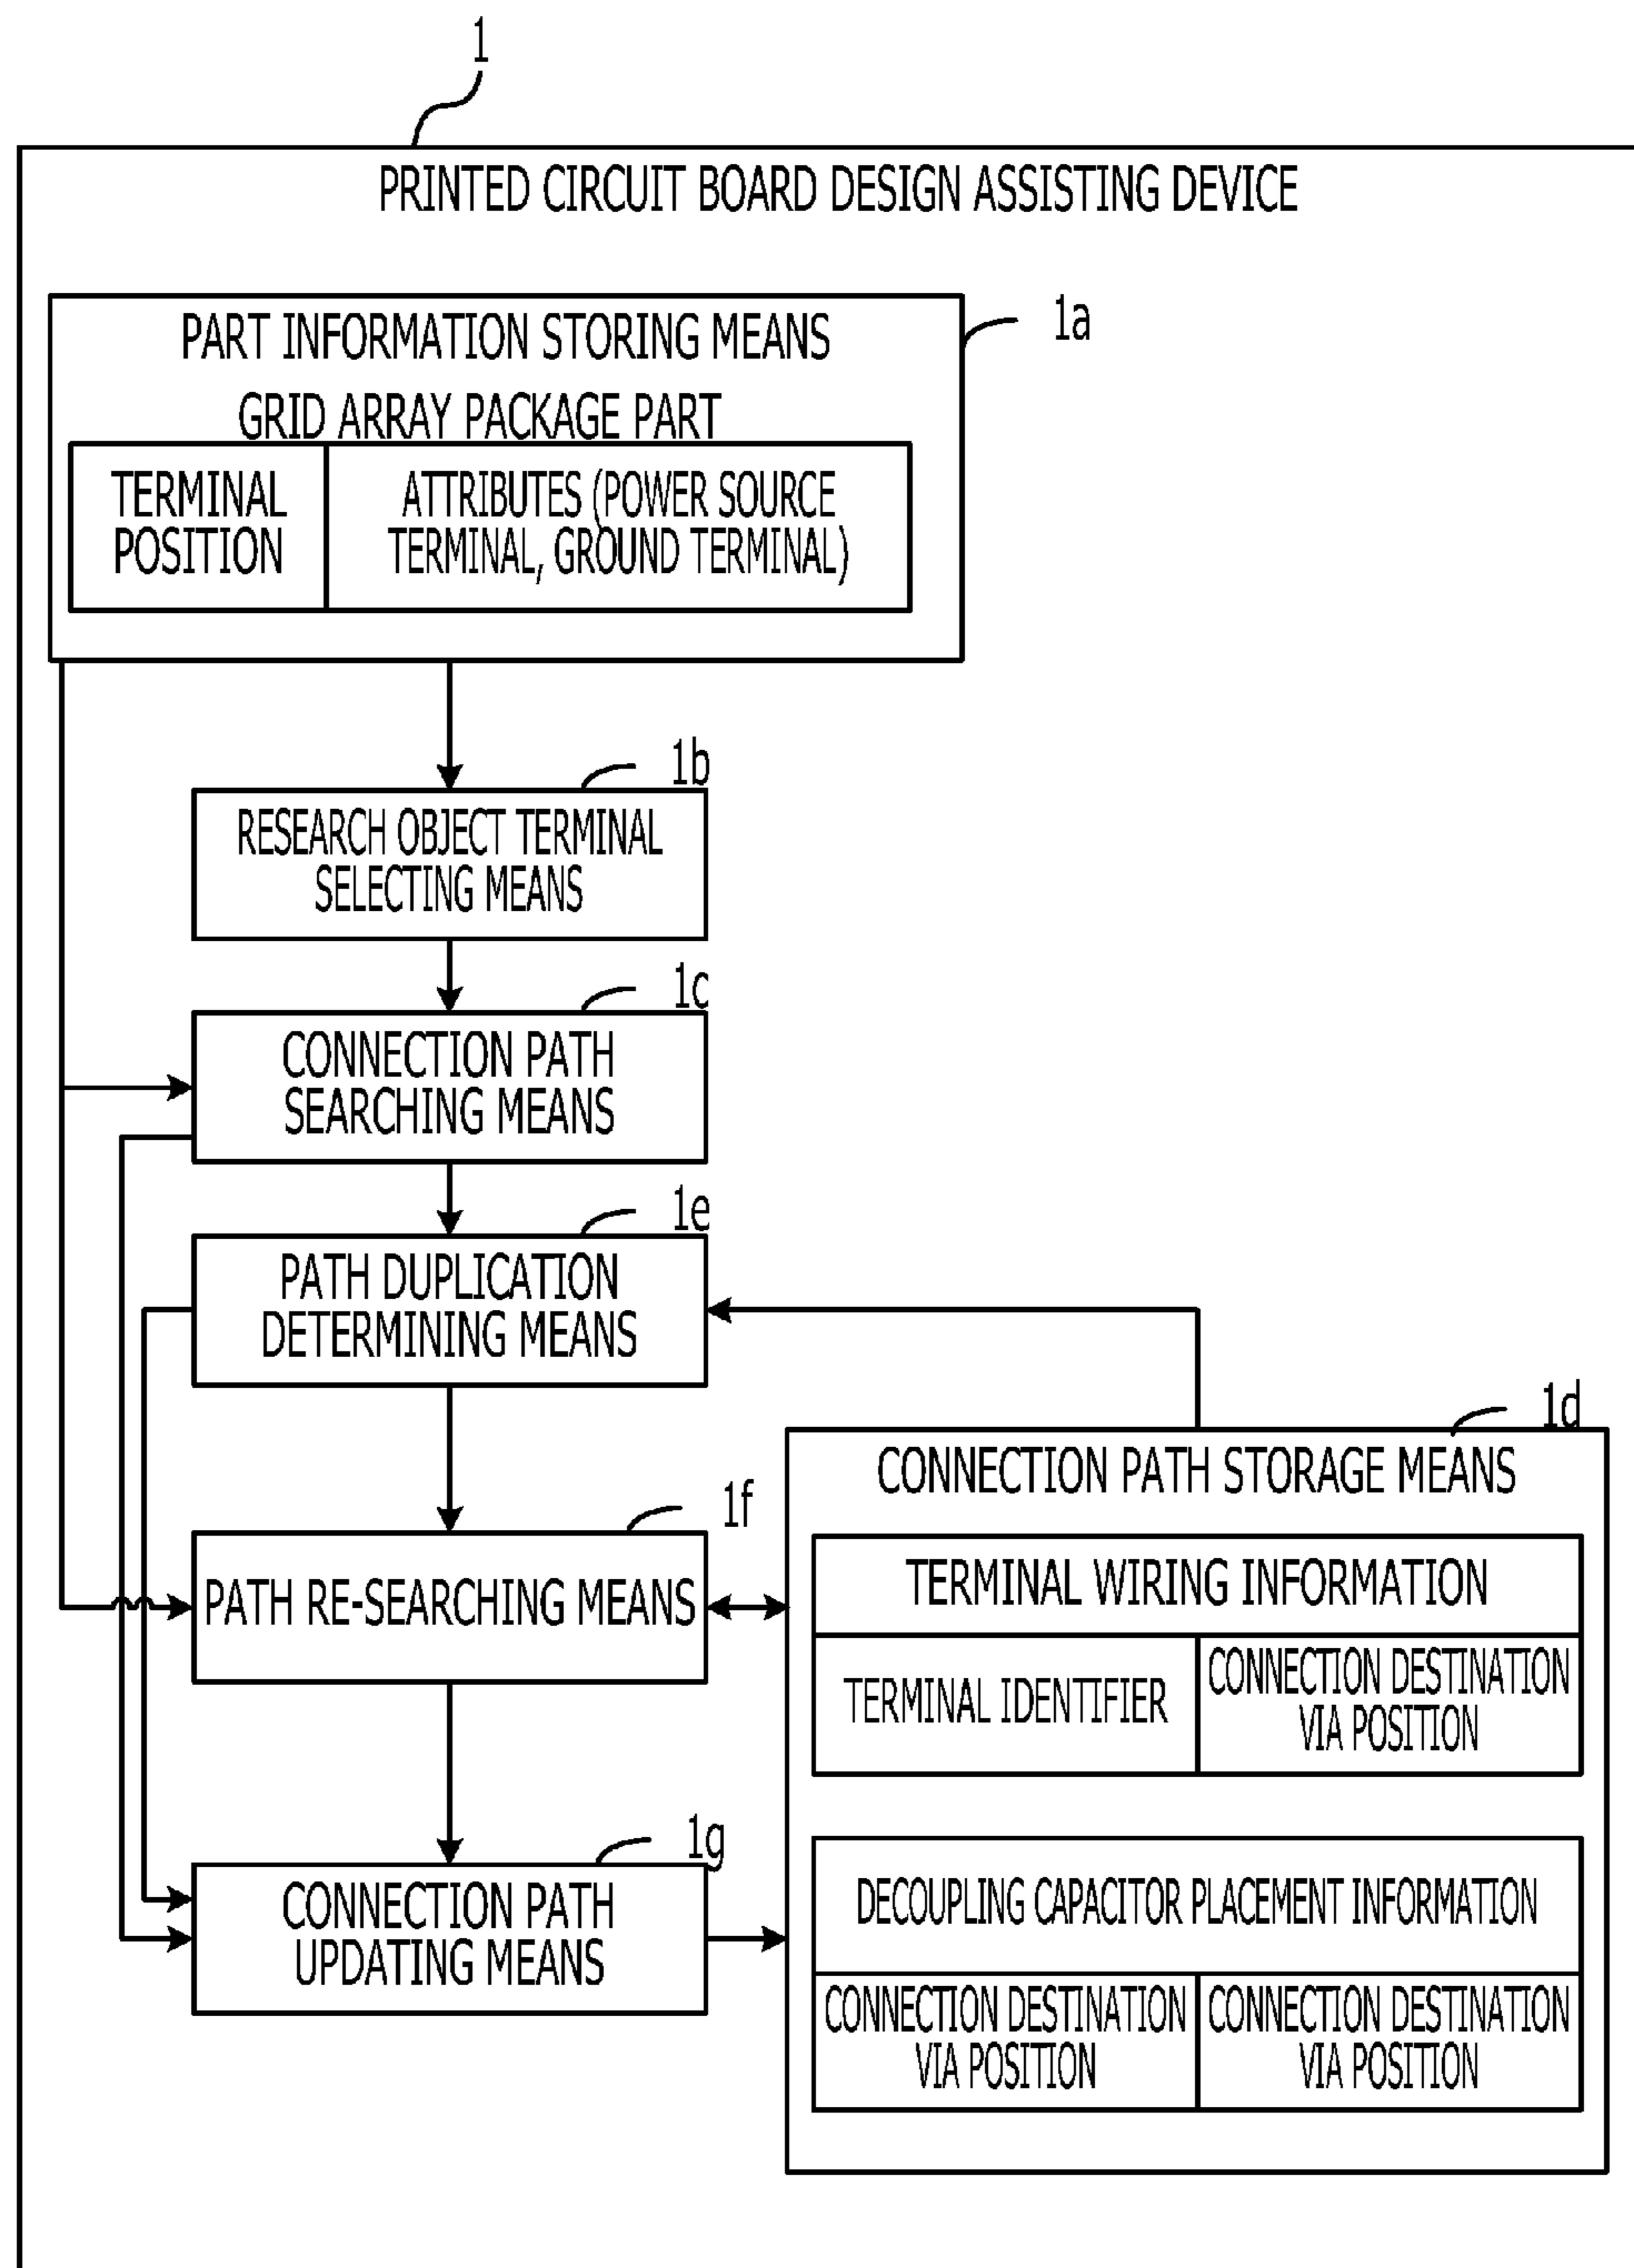 1
PRINTED CIRCUIT BOARD DESIGN ASSISTING DEVICE
1a
PART INFORMATION STORING MEANS
GRID ARRAY PACKAGE PART
TERMINAL
POSITION
ATTRIBUTES (POWER SOURCE
TERMINAL, GROUND TERMINAL)
1b
RESEARCH OBJECT TERMINAL
SELECTING MEANS
1c
CONNECTION PATH
SEARCHING MEANS
1e
PATH DUPLICATION
DETERMINING MEANS
1d
CONNECTION PATH STORAGE MEANS
1f
PATH RE-SEARCHING MEANS
TERMINAL WIRING INFORMATION
TERMINAL IDENTIFIER
CONNECTION DESTINATION
VIA POSITION
1g
CONNECTION PATH
UPDATING MEANS
DECOUPLING CAPACITOR PLACEMENT INFORMATION
CONNECTION DESTINATION
VIA POSITION
CONNECTION DESTINATION
VIA POSITION